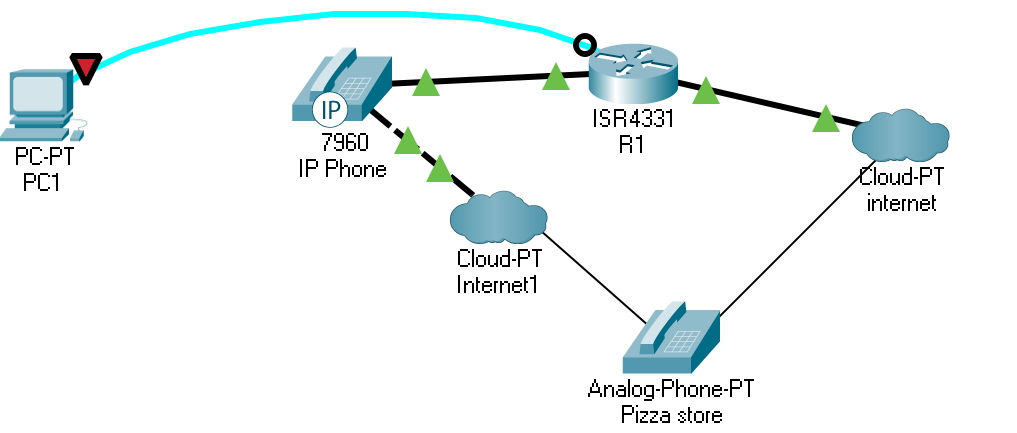 PC-PT
PC1
IP
7960
IP Phone
ISR4331
R1
Cloud-PT
internet
Cloud-PT
Internet1
Analog-Phone-PT
Pizza store